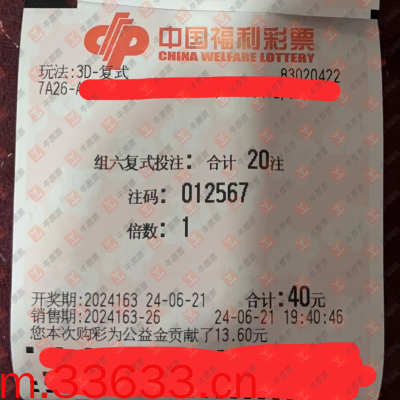 中国福利彩票
CHINA WELFARE LOTTERY
玩法:3D-复式 83020422
7A26-
组六复式投注: 合计 20注
注码: 012567
倍数: 1
开奖期:2024163 24-06-21 合计:40元
销售期:2024163-26 24-06-21 19:40:46
您本次购彩为公益金贡献了13.60元
m.33633.cn